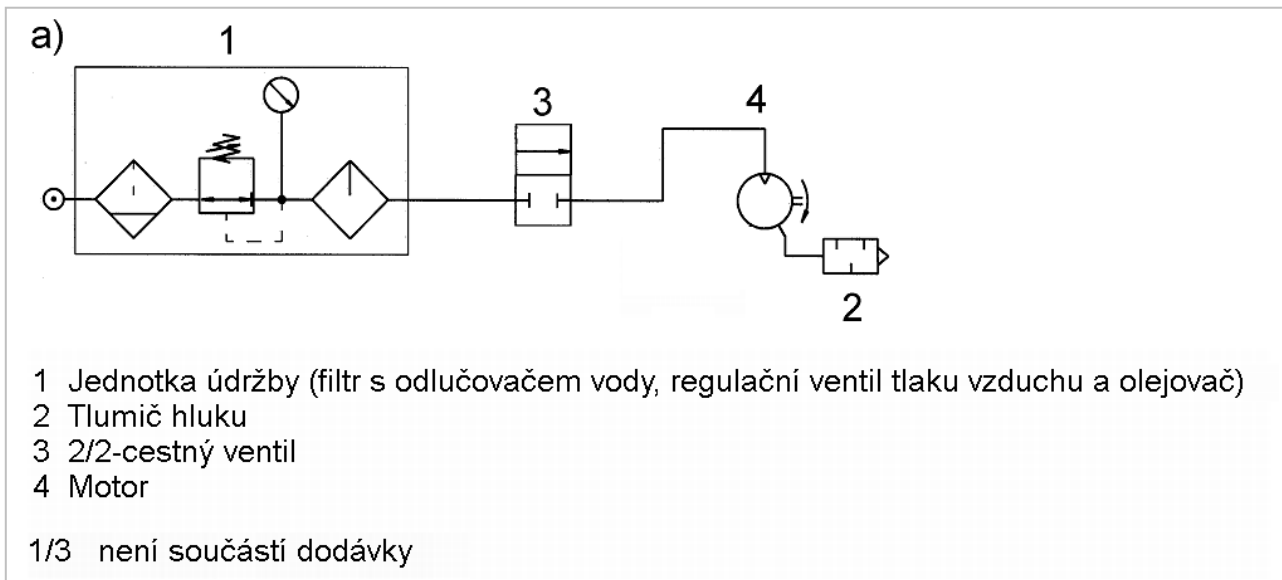 a)
1
3
4
2
1 Jednotka údržby (filtr s odlučovačem vody, regulační ventil tlaku vzduchu a olejovač)
2 Tlumič hluku
3 2/2-cestný ventil
4 Motor
1/3 není součástí dodávky